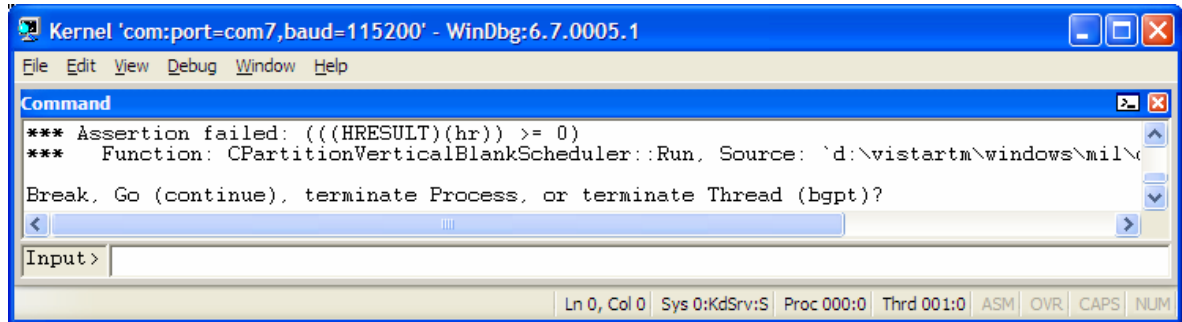 Kernel 'com:port=com7,baud=115200' - WinDbg:6.7.0005.1
File Edit View Debug Window Help
Command
*** Assertion failed: (((HRESULT)(hr)) >= 0)
***   Function: CPartitionVerticalBlankScheduler::Run, Source: `d:\vistartm\windows\mil\
Break, Go (continue), terminate Process, or terminate Thread (bgpt)?
Input>
Ln 0, Col 0 Sys 0:KdSrv:S Proc 000:0 Thrd 001:0 ASM OVR CAPS NUM